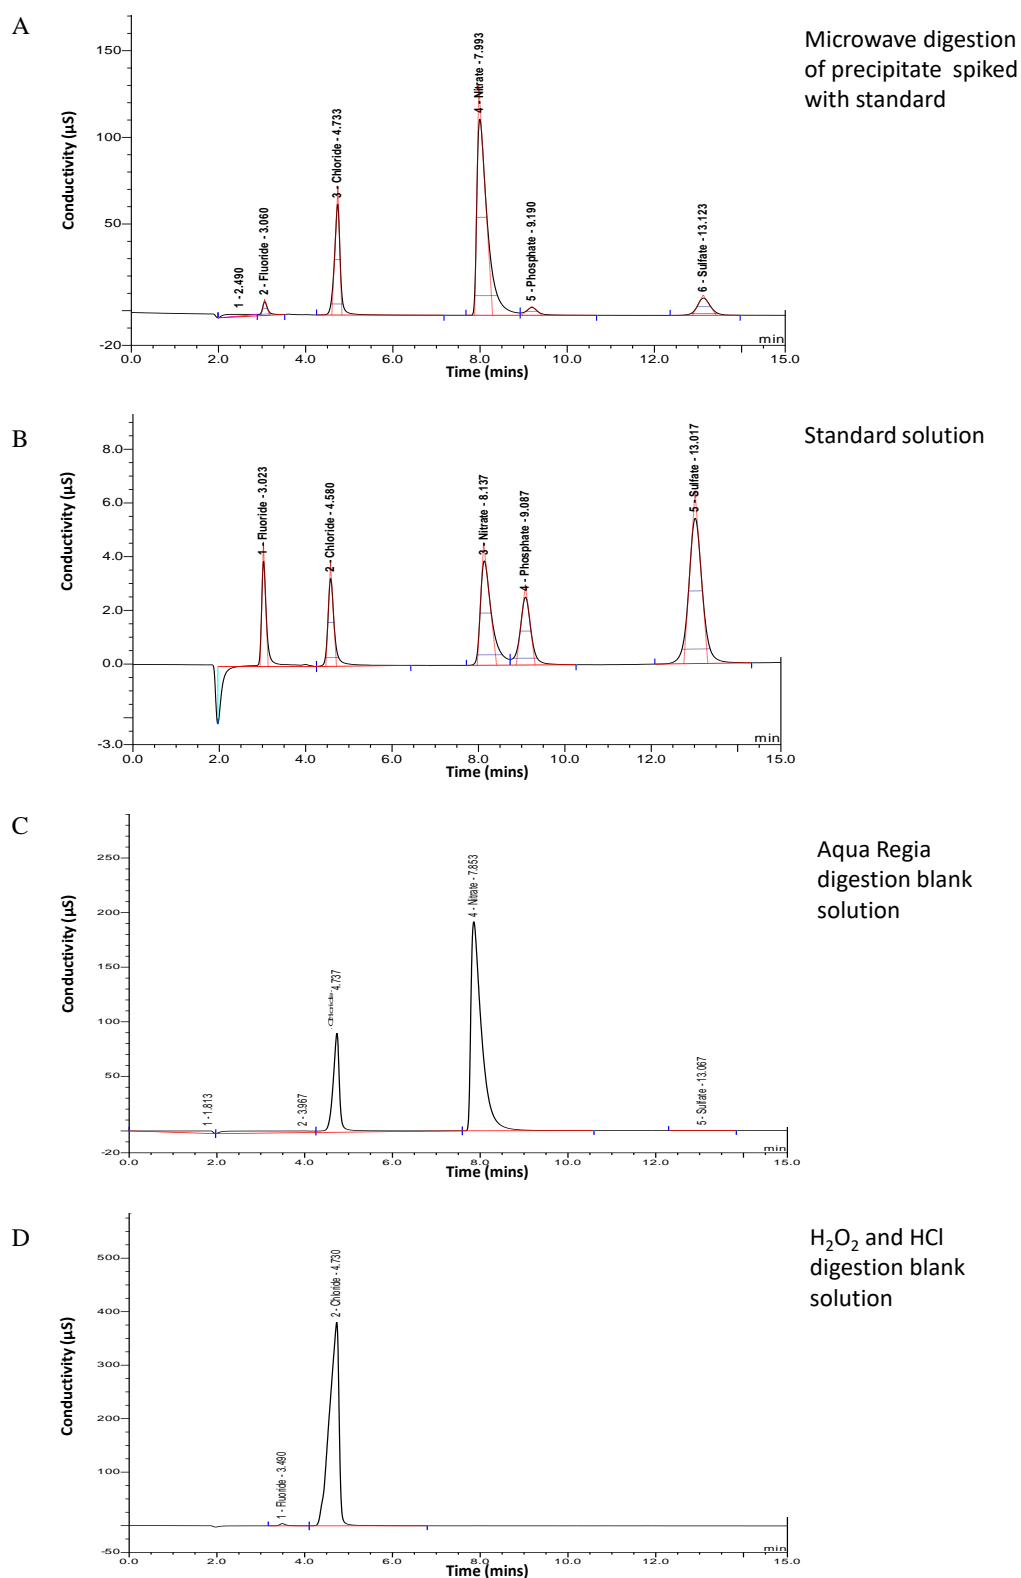 A
Microwave digestion
of precipitate spiked
with standard
Conductivity (µS)
150
100
50
-20
1 - 2.490
2 - Fluoride - 3.060
3 - Chloride - 4.733
4 - Nitrate - 7.993
5 - Phosphate - 9.190
6 - Sulfate - 13.123
min
0.0 2.0 4.0 6.0 8.0 10.0 12.0 15.0
Time (mins)
B
Standard solution
Conductivity (µS)
8.0
6.0
4.0
2.0
0.0
-3.0
1 - Fluoride - 3.023
2 - Chloride - 4.580
3 - Nitrate - 8.137
4 - Phosphate - 9.087
5 - Sulfate - 13.017
min
0.0 2.0 4.0 6.0 8.0 10.0 12.0 15.0
Time (mins)
C
Aqua Regia
digestion blank
solution
Conductivity (µS)
250
200
150
100
50
-20
1 - 1.813
2 - 3.967
Chloride - 4.737
4 - Nitrate - 7.853
5 - Sulfate - 13.067
min
0.0 2.0 4.0 6.0 8.0 10.0 12.0 15.0
Time (mins)
D
H₂O₂ and HCl
digestion blank
solution
Conductivity (µS)
500
400
300
200
100
-50
1 - Fluoride - 3.490
2 - Chloride - 4.730
min
0.0 2.0 4.0 6.0 8.0 10.0 12.0 15.0
Time (mins)